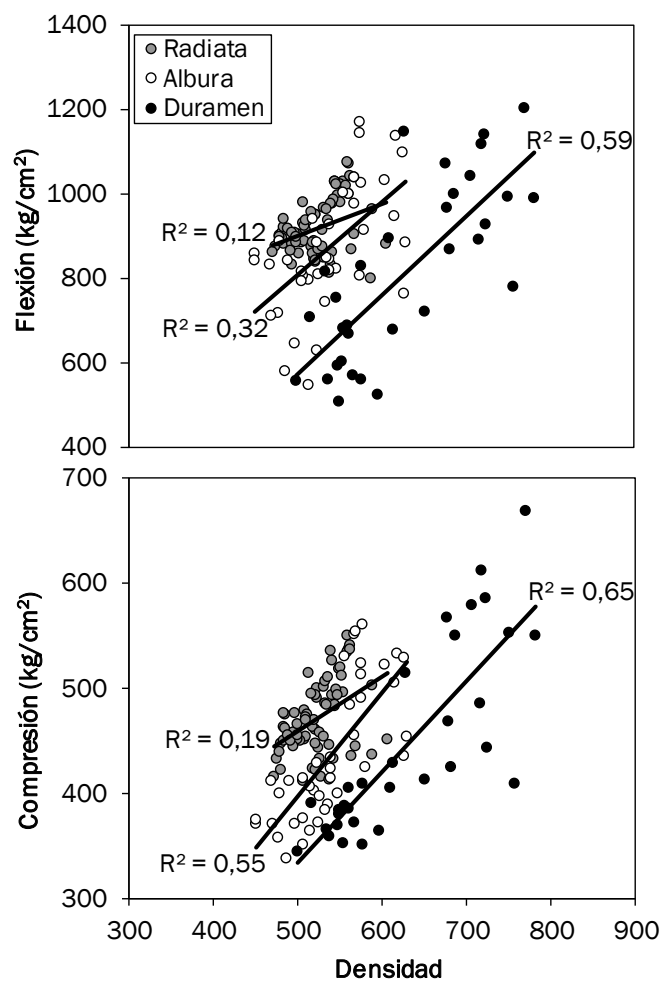 1400
Radiata
Albura
Duramen
1200
R² = 0,59
1000
R² = 0,12
800
R² = 0,32
600
400
Flexión (kg/cm²)
700
600
R² = 0,65
500
R² = 0,19
400
R² = 0,55
300
Compresión (kg/cm²)
300 400 500 600 700 800 900
Densidad